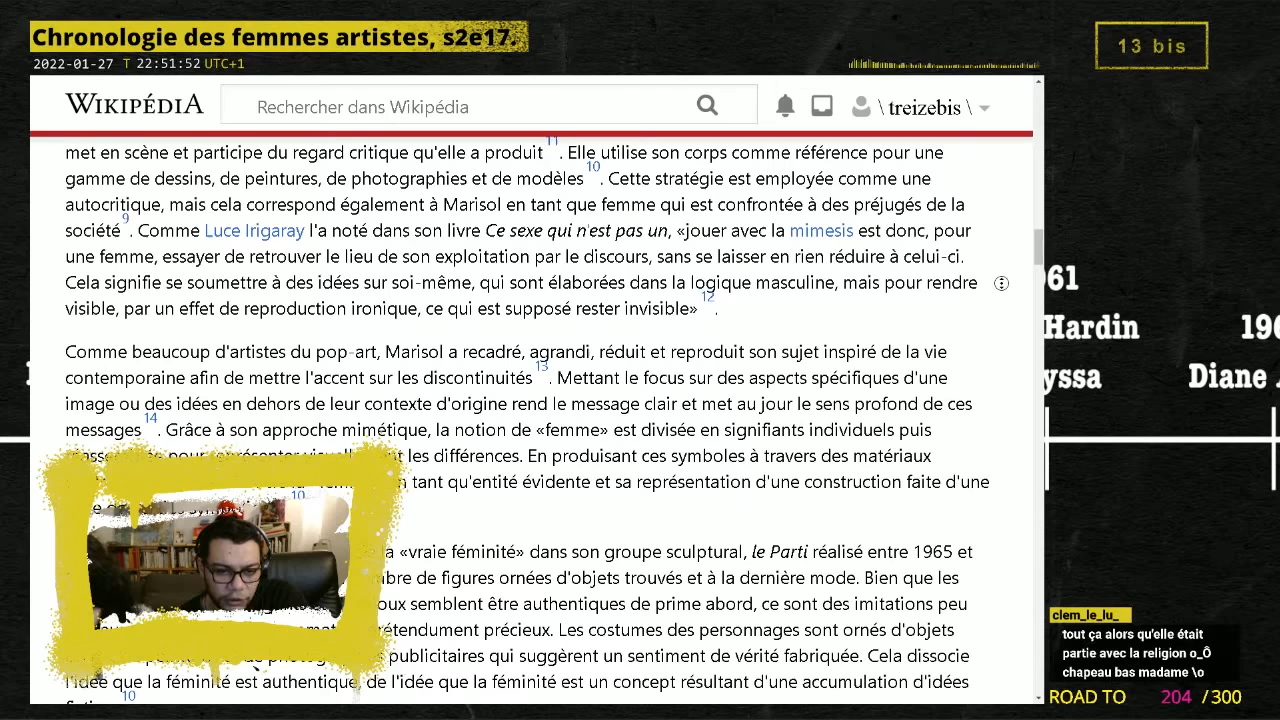 Chronologie des femmes artistes, s2e17.
2022-01-27 T 22:51:52 UTC+1
13 bis
WIKIPÉDIA
Rechercher dans Wikipédia
\ treizebis \
met en scène et participe du regard critique qu'elle a produit 11. Elle utilise son corps comme référence pour une
gamme de dessins, de peintures, de photographies et de modèles 10. Cette stratégie est employée comme une
autocritique, mais cela correspond également à Marisol en tant que femme qui est confrontée à des préjugés de la
société 9. Comme Luce Irigaray l'a noté dans son livre Ce sexe qui n'est pas un, «jouer avec la mimesis est donc, pour
une femme, essayer de retrouver le lieu de son exploitation par le discours, sans se laisser en rien réduire à celui-ci.
Cela signifie se soumettre à des idées sur soi-même, qui sont élaborées dans la logique masculine, mais pour rendre
visible, par un effet de reproduction ironique, ce qui est supposé rester invisible» 12.
Comme beaucoup d'artistes du pop-art, Marisol a recadré, agrandi, réduit et reproduit son sujet inspiré de la vie
contemporaine afin de mettre l'accent sur les discontinuités 13. Mettant le focus sur des aspects spécifiques d'une
image ou des idées en dehors de leur contexte d'origine rend le message clair et met au jour le sens profond de ces
messages 14. Grâce à son approche mimétique, la notion de «femme» est divisée en signifiants individuels puis
les différences. En produisant ces symboles à travers des matériaux
tant qu'entité évidente et sa représentation d'une construction faite d'une
10
la «vraie féminité» dans son groupe sculptural, le Parti réalisé entre 1965 et
bre de figures ornées d'objets trouvés et à la dernière mode. Bien que les
oux semblent être authentiques de prime abord, ce sont des imitations peu
rétendument précieux. Les costumes des personnages sont ornés d'objets
publicitaires qui suggèrent un sentiment de vérité fabriquée. Cela dissocie
l'idée que la féminité est authentique, de l'idée que la féminité est un concept résultant d'une accumulation d'idées
10
961
Hardin
196
yssa
Diane
clem_le_lu_
tout ça alors qu'elle était
partie avec la religion o_Ô
chapeau bas madame \o
ROAD TO 204 /300